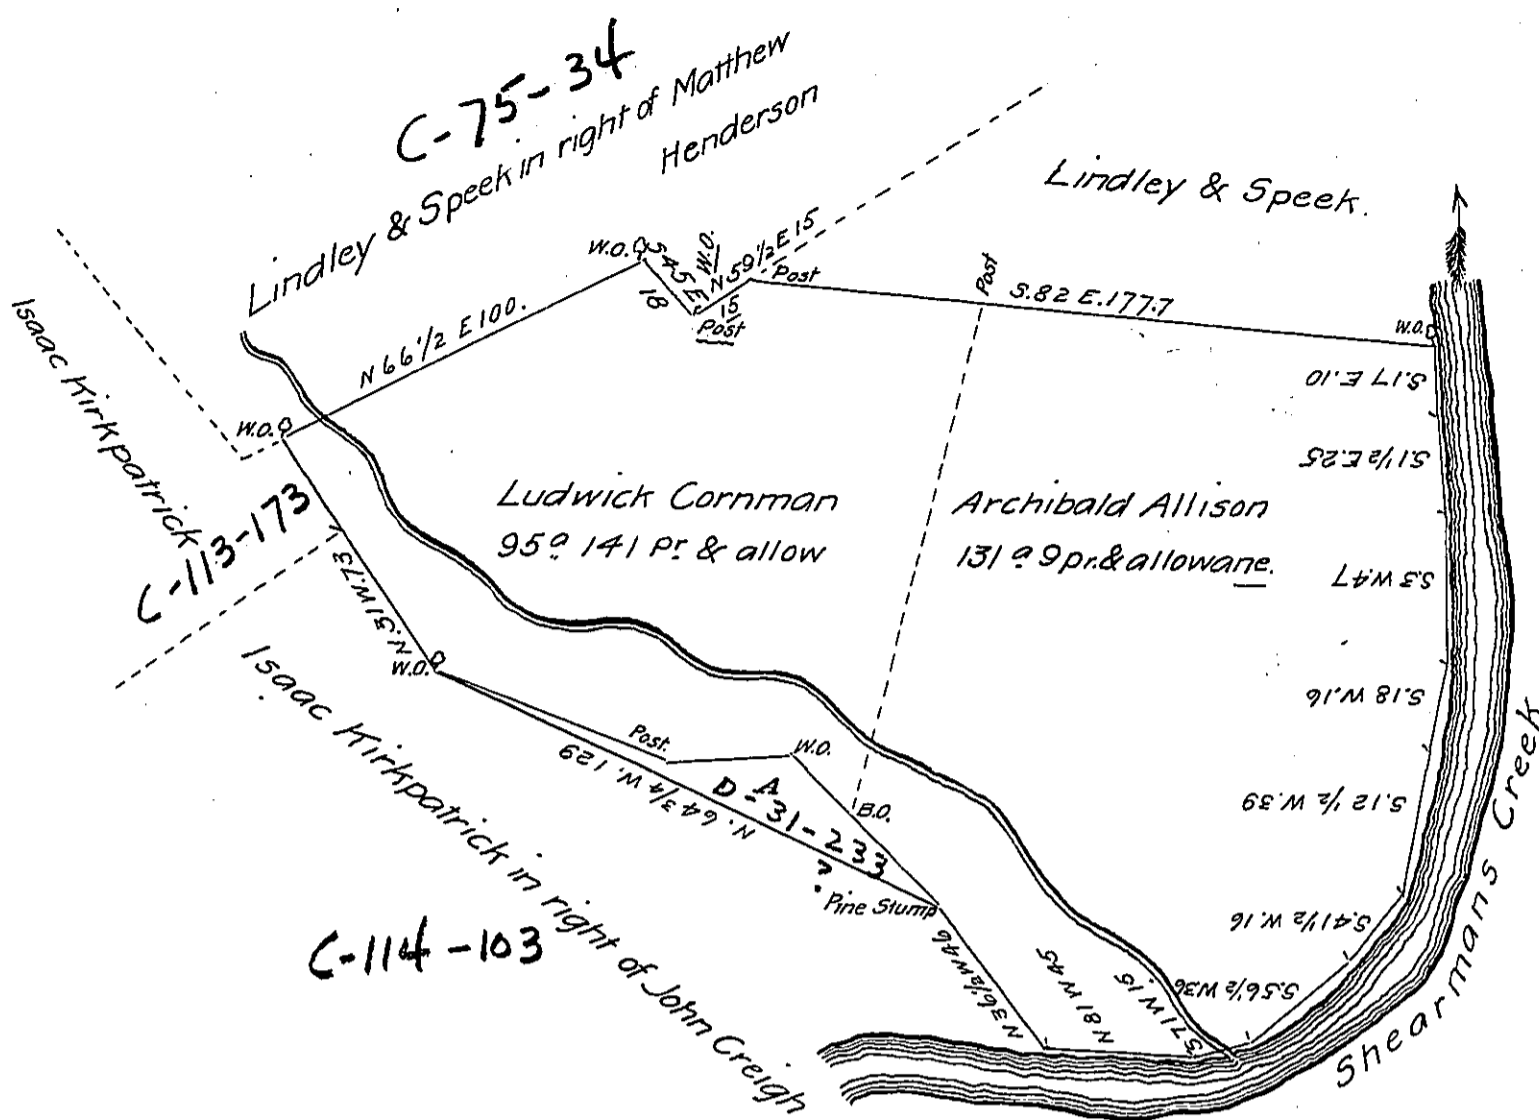 C-75-34
Lindley & Speek in right of Matthew
Henderson
Lindley & Speek.
W.O.
S45 E.
18
W.O.
N 59 1/2 E 15
15
Post
Post
Post
S.82 E.177.7
W.O.
N 66 1/2 E 100.
Isaac Kirkpatrick
W.O.
C-113-173
N.31 W.73
W.O.
Ludwick Cornman
95a 141 Pr & allow
Archibald Allison
131 a 9 pr. & allowane.
S.17 E.10
S.1 1/2 E.25
S.3 W.47
S.18 W.16
S.12 1/2 W.39
S.41 1/2 W.16
S.56 1/2 W36
S71 W.15
N 81 W 45
N 36 1/2 W 46
Post.
W.O.
N. 64 3/4 W. 129
A
D-31-233
?
B.O.
Pine Stump
Isaac Kirkpatrick in right of John Creigh
C-114-103
Shearmans Creek